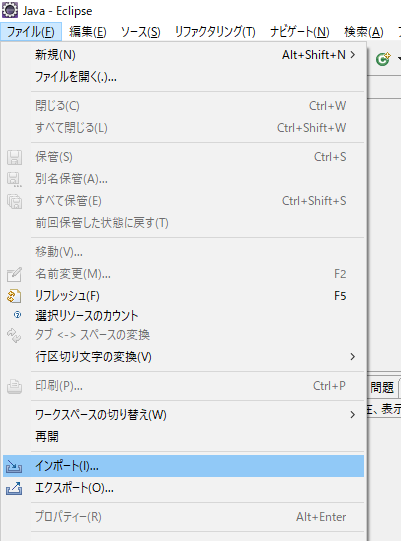 Java - Eclipse
ファイル(F) 編集(E) ソース(S) リファクタリング(T) ナビゲート(N) 検索(A)
新規(N) Alt+Shift+N
ファイルを開く(.)...
閉じる(C) Ctrl+W
すべて閉じる(L) Ctrl+Shift+W
保管(S) Ctrl+S
別名保管(A)...
すべて保管(E) Ctrl+Shift+S
前回保管した状態に戻す(T)
移動(V)...
名前変更(M)... F2
リフレッシュ(F) F5
選択リソースのカウント
タブ <-> スペースの変換
行区切り文字の変換(V)
印刷(P)... Ctrl+P
問題
ワークスペースの切り替え(W)
在、表示
再開
インポート(I)...
エクスポート(O)...
プロパティー(R) Alt+Enter